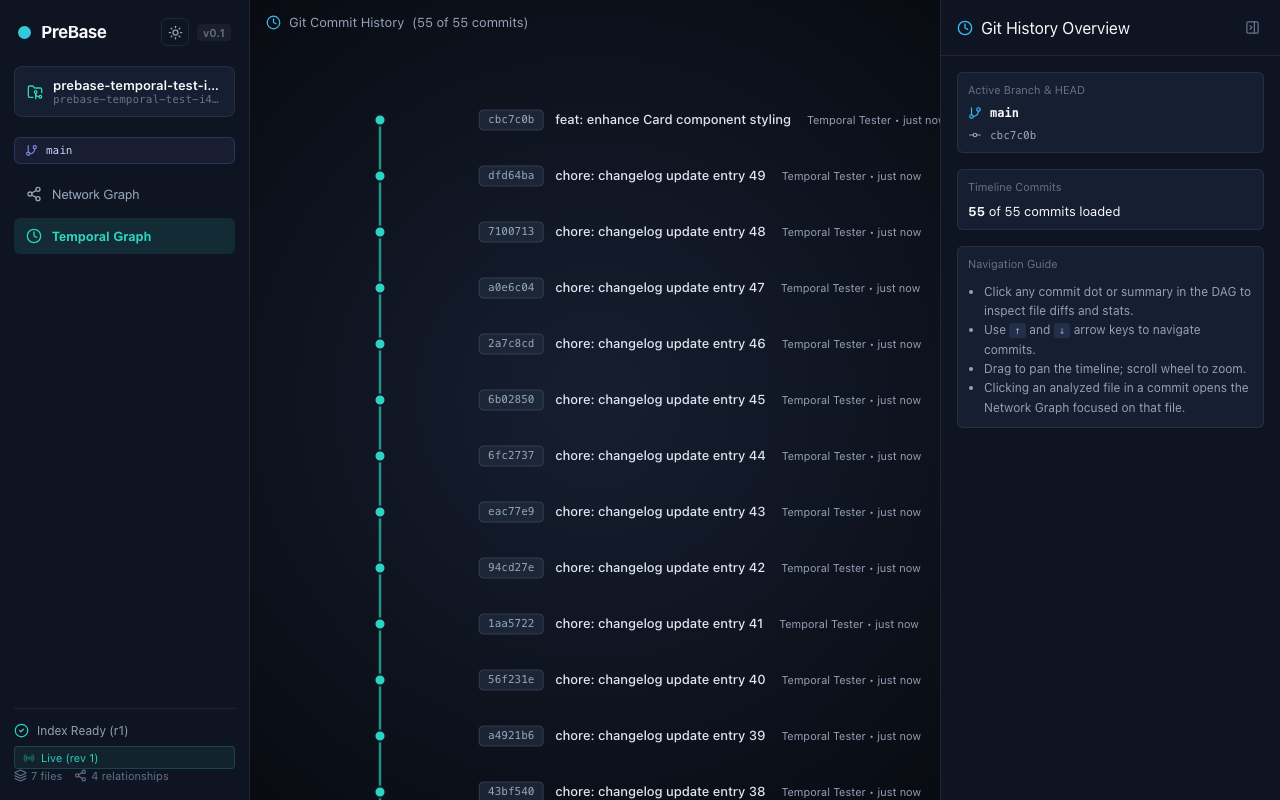 PreBase
v0.1
prebase-temporal-test-i...
prebase-temporal-test-i4…
main
Network Graph
Temporal Graph
Index Ready (r1)
Live (rev 1)
7 files
4 relationships
Git Commit History (55 of 55 commits)
cbc7c0b feat: enhance Card component styling Temporal Tester • just now
dfd64ba chore: changelog update entry 49 Temporal Tester • just now
7100713 chore: changelog update entry 48 Temporal Tester • just now
a0e6c04 chore: changelog update entry 47 Temporal Tester • just now
2a7c8cd chore: changelog update entry 46 Temporal Tester • just now
6b02850 chore: changelog update entry 45 Temporal Tester • just now
6fc2737 chore: changelog update entry 44 Temporal Tester • just now
eac77e9 chore: changelog update entry 43 Temporal Tester • just now
94cd27e chore: changelog update entry 42 Temporal Tester • just now
1aa5722 chore: changelog update entry 41 Temporal Tester • just now
56f231e chore: changelog update entry 40 Temporal Tester • just now
a4921b6 chore: changelog update entry 39 Temporal Tester • just now
43bf540 chore: changelog update entry 38 Temporal Tester • just now
Git History Overview
Active Branch & HEAD
main
cbc7c0b
Timeline Commits
55 of 55 commits loaded
Navigation Guide
• Click any commit dot or summary in the DAG to
inspect file diffs and stats.
• Use ↑ and ↓ arrow keys to navigate
commits.
• Drag to pan the timeline; scroll wheel to zoom.
• Clicking an analyzed file in a commit opens the
Network Graph focused on that file.